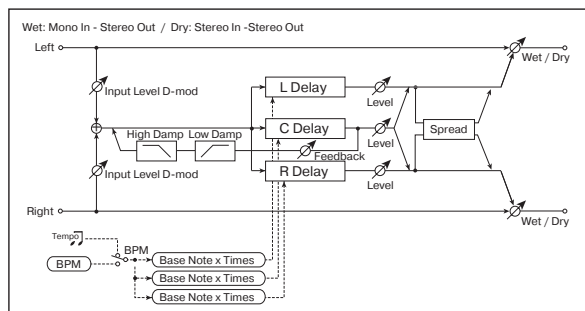 Wet: Mono In - Stereo Out / Dry: Stereo In -Stereo Out
Left
Wet / Dry
Input Level D-mod
L Delay
Level
High Damp
Low Damp
C Delay
Level
Spread
Feedback
Input Level D-mod
R Delay
Level
Right
Wet / Dry
Tempo
BPM
BPM
Base Note x Times
Base Note x Times
Base Note x Times